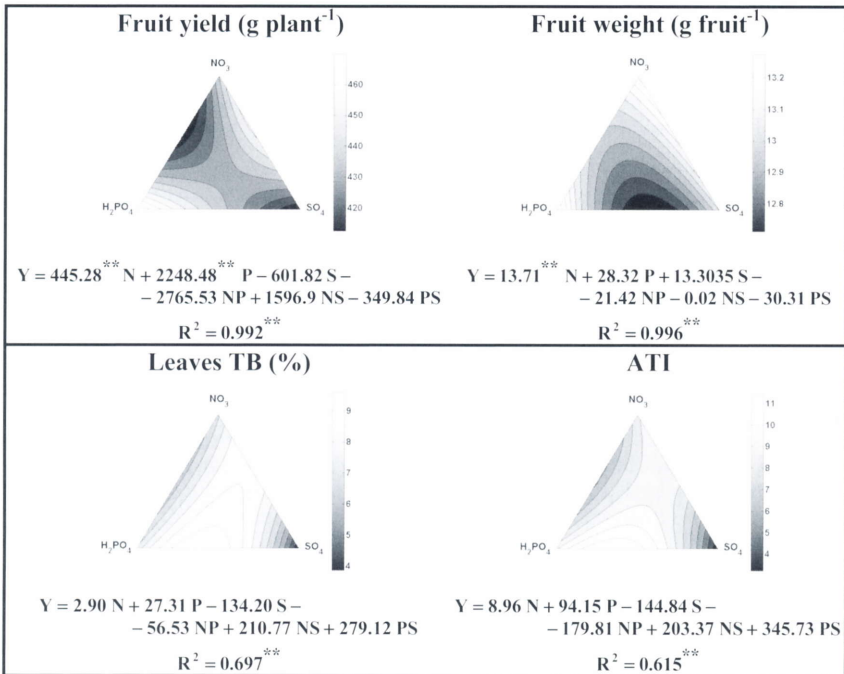 Fruit yield (g plant⁻¹)
NO₃
460
450
440
430
420
H₂PO₄
SO₄
Y = 445.28** N + 2248.48** P – 601.82 S –
– 2765.53 NP + 1596.9 NS – 349.84 PS
R² = 0.992**
Fruit weight (g fruit⁻¹)
NO₃
13.2
13.1
13
12.9
12.8
H₂PO₄
SO₄
Y = 13.71** N + 28.32 P + 13.3035 S –
– 21.42 NP – 0.02 NS – 30.31 PS
R² = 0.996**
Leaves TB (%)
NO₃
9
8
7
6
5
4
H₂PO₄
SO₄
Y = 2.90 N + 27.31 P – 134.20 S –
– 56.53 NP + 210.77 NS + 279.12 PS
R² = 0.697**
ATI
NO₃
11
10
9
8
7
6
5
4
H₂PO₄
SO₄
Y = 8.96 N + 94.15 P – 144.84 S –
–179.81 NP + 203.37 NS + 345.73 PS
R² = 0.615**